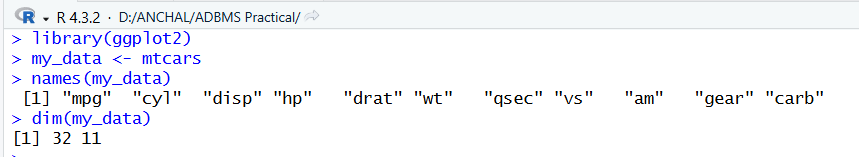 R 4.3.2 · D:/ANCHAL/ADBMS Practical/
> library(ggplot2)
> my_data <- mtcars
> names(my_data)
 [1] "mpg"  "cyl"  "disp" "hp"   "drat" "wt"   "qsec" "vs"   "am"   "gear" "carb"
> dim(my_data)
[1] 32 11
>